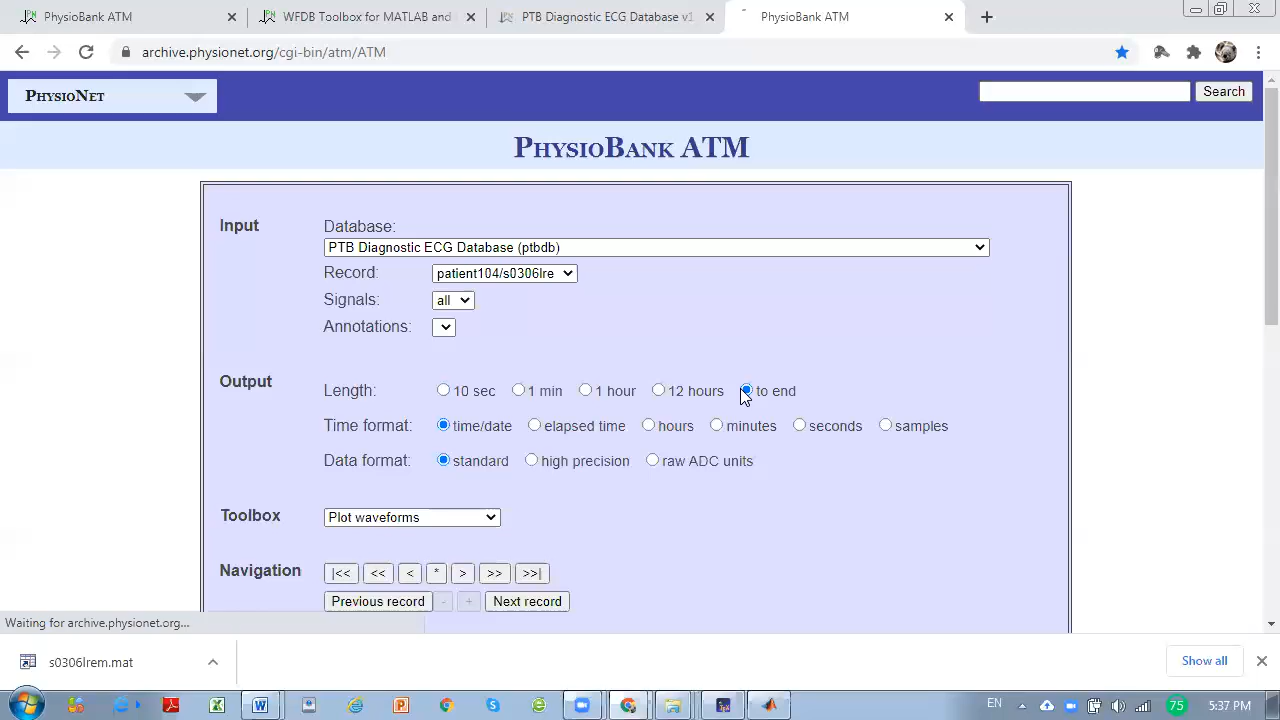 PhysioBank ATM
WFDB Toolbox for MATLAB and
PTB Diagnostic ECG Database v1
PhysioBank ATM
archive.physionet.org/cgi-bin/atm/ATM
PhysioNet
Search
PhysioBank ATM
Input
Database:
PTB Diagnostic ECG Database (ptbdb)
Record: patient104/s0306lre
Signals: all
Annotations:
Output
Length: 10 sec 1 min 1 hour 12 hours to end
Time format: time/date elapsed time hours minutes seconds samples
Data format: standard high precision raw ADC units
Toolbox Plot waveforms
Navigation |<< << < * > >> >>|
Previous record - + Next record
Waiting for archive.physionet.org...
s0306lrem.mat
Show all
EN 75 5:37 PM